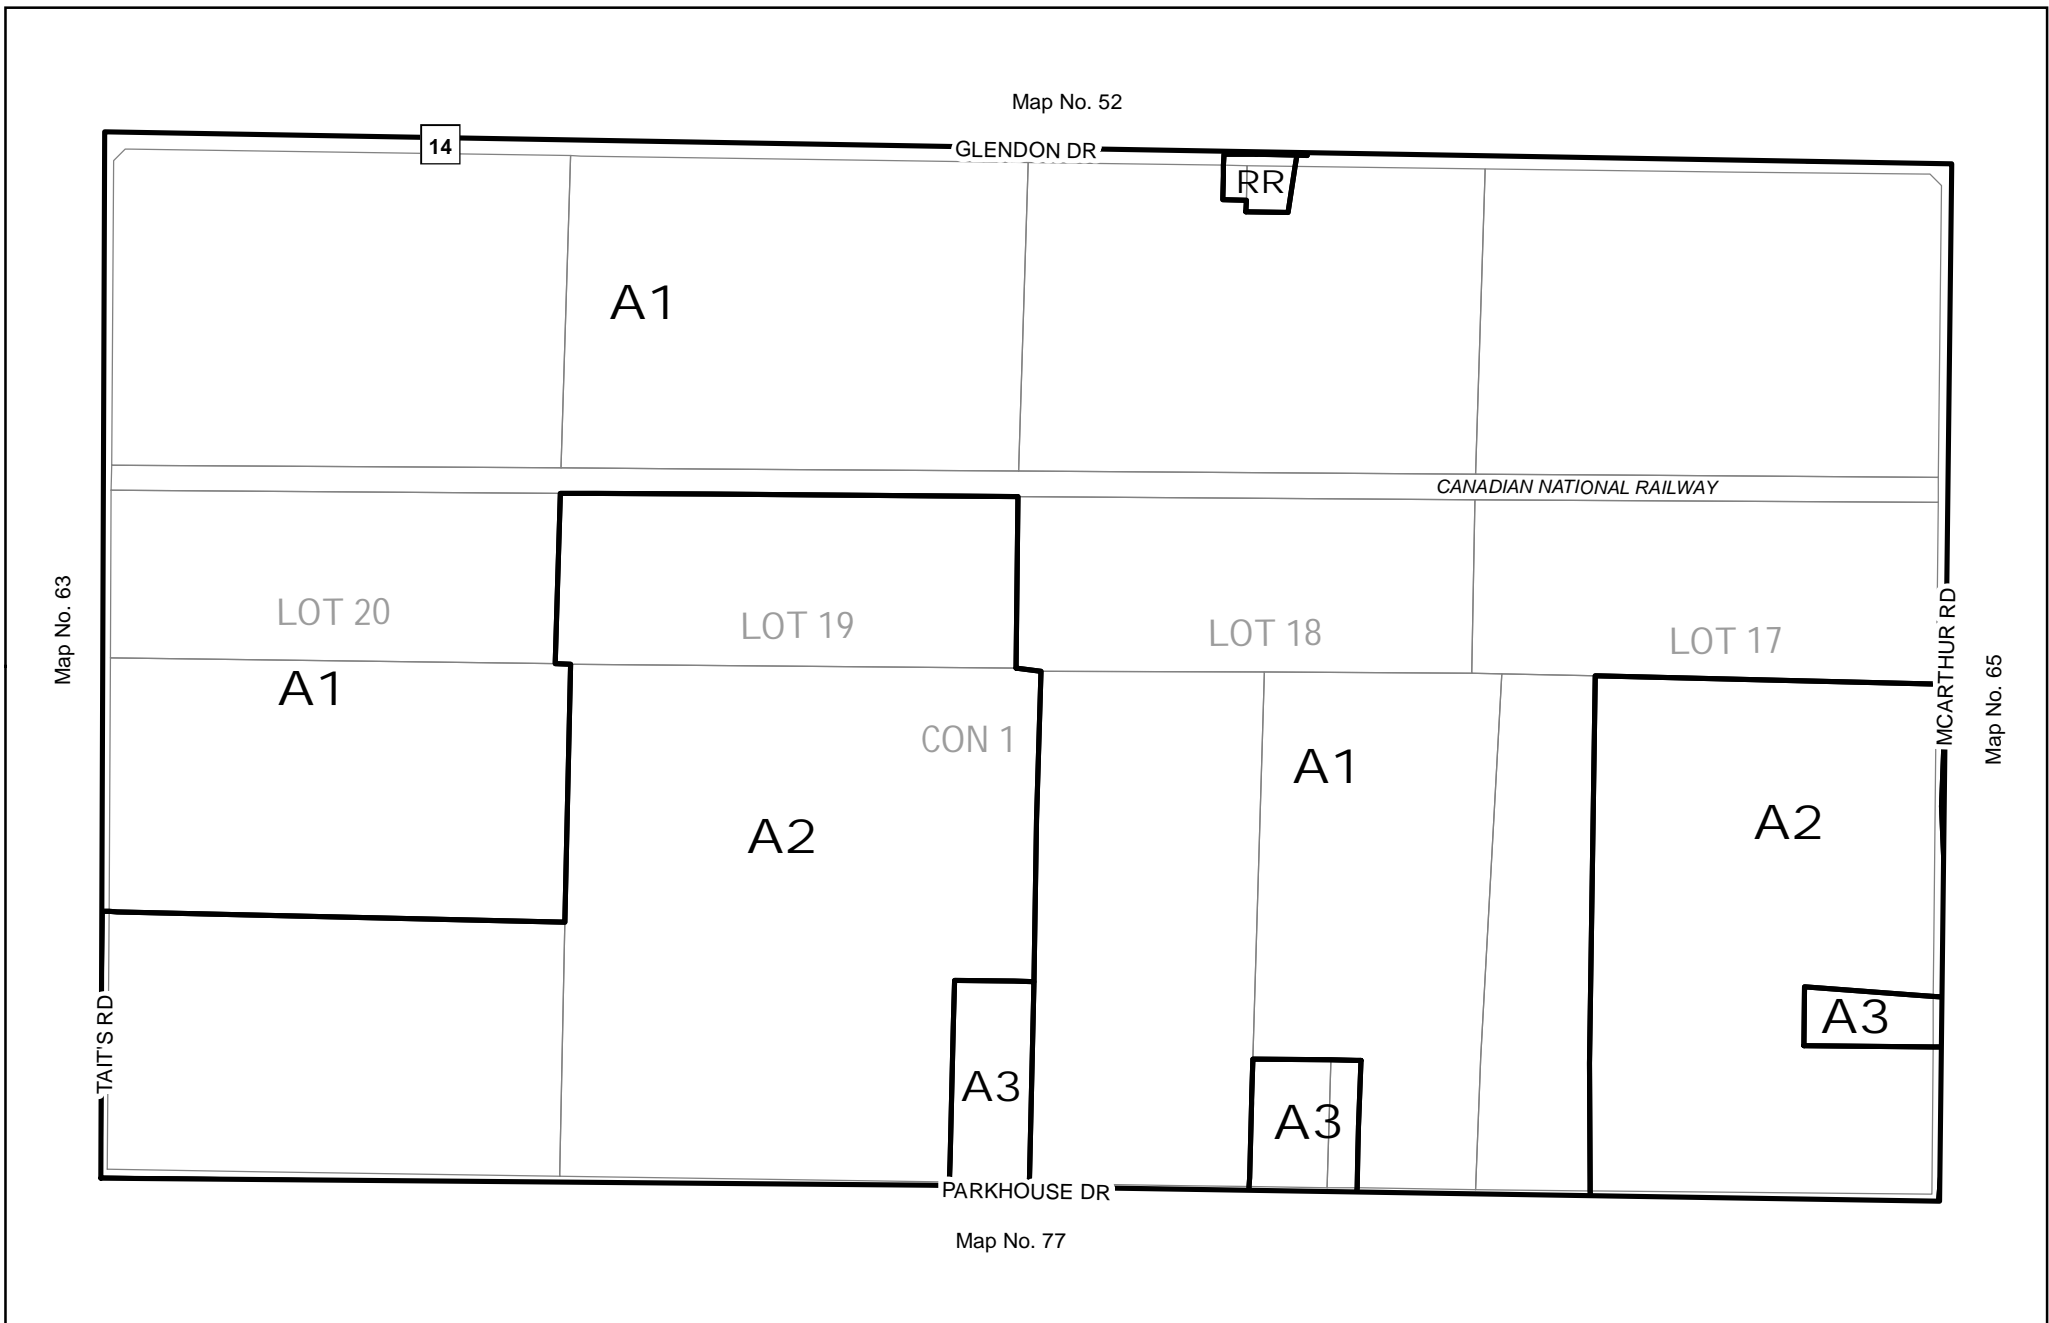 Map No. 52
14
GLENDON DR
RR
A1
CANADIAN NATIONAL RAILWAY
Map No. 63
LOT 20
LOT 19
LOT 18
LOT 17
MCARTHUR RD
Map No. 65
A1
CON 1
A1
A2
A2
A3
TAIT'S RD
A3
A3
PARKHOUSE DR
Map No. 77